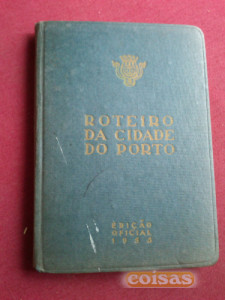 ROTEIRO
DA CIDADE
DO PORTO
EDIÇÃO
OFICIAL
coisas